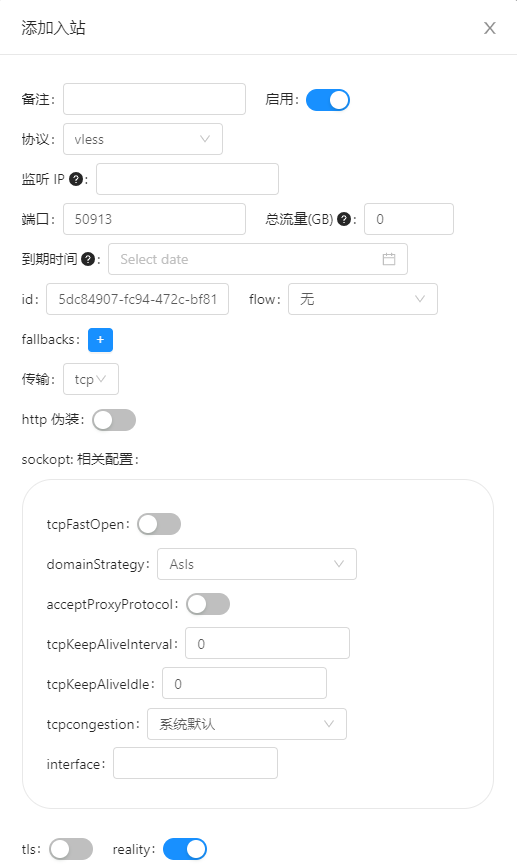 添加入站
备注: 启用:
协议: vless
监听 IP ?:
端口: 50913 总流量(GB) ?: 0
到期时间 ?: Select date
id: 5dc84907-fc94-472c-bf81 flow: 无
fallbacks: +
传输: tcp
http 伪装:
sockopt: 相关配置:
tcpFastOpen:
domainStrategy: AsIs
acceptProxyProtocol:
tcpKeepAliveInterval: 0
tcpKeepAliveIdle: 0
tcpcongestion: 系统默认
interface:
tls: reality: